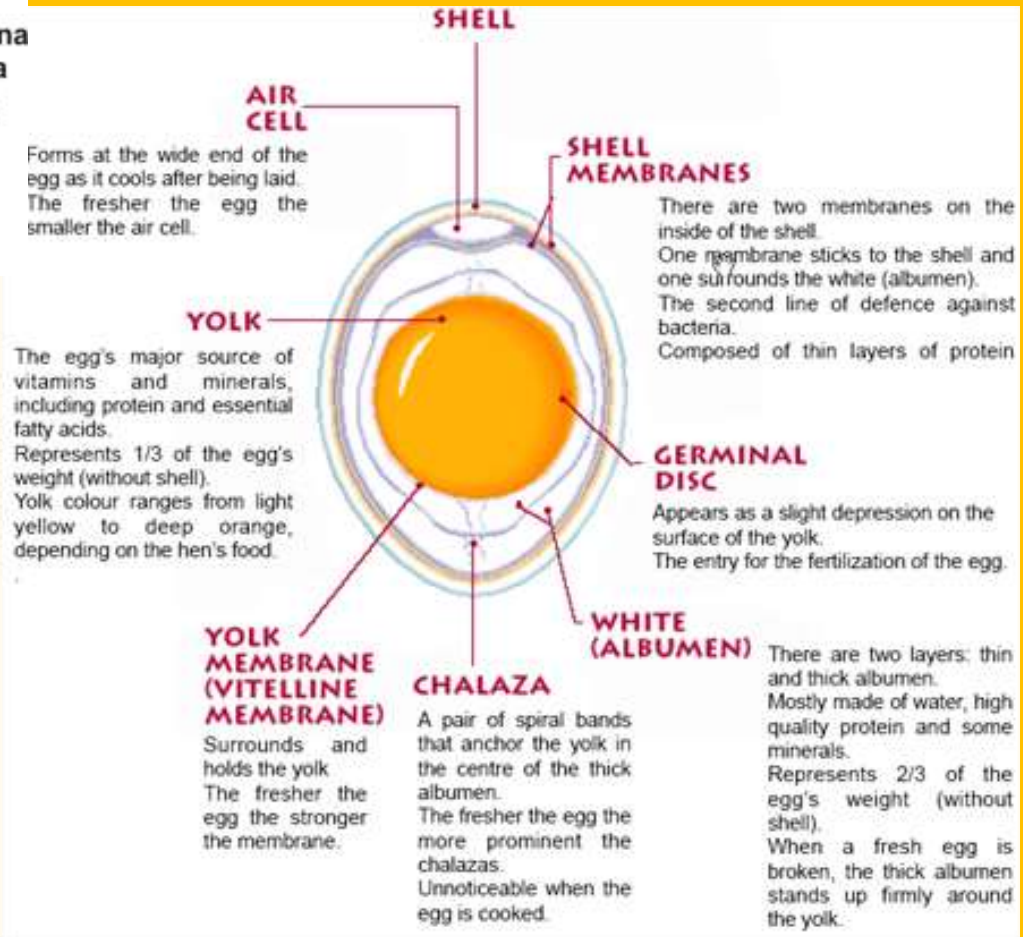 na
a
SHELL
AIR
CELL
Forms at the wide end of the
egg as it cools after being laid.
The fresher the egg the
smaller the air cell.
SHELL
MEMBRANES
There are two membranes on the
inside of the shell.
One membrane sticks to the shell and
one surrounds the white (albumen).
The second line of defence against
bacteria.
Composed of thin layers of protein
YOLK
The egg's major source of
vitamins and minerals,
including protein and essential
fatty acids.
Represents 1/3 of the egg's
weight (without shell).
Yolk colour ranges from light
yellow to deep orange,
depending on the hen's food.
.
GERMINAL
DISC
Appears as a slight depression on the
surface of the yolk.
The entry for the fertilization of the egg.
YOLK
MEMBRANE
(VITELLINE
MEMBRANE)
Surrounds and
holds the yolk
The fresher the
egg the stronger
the membrane.
CHALAZA
A pair of spiral bands
that anchor the yolk in
the centre of the thick
albumen.
The fresher the egg the
more prominent the
chalazas.
Unnoticeable when the
egg is cooked.
WHITE
(ALBUMEN)
There are two layers: thin
and thick albumen.
Mostly made of water, high
quality protein and some
minerals.
Represents 2/3 of the
egg's weight (without
shell).
When a fresh egg is
broken, the thick albumen
stands up firmly around
the yolk.